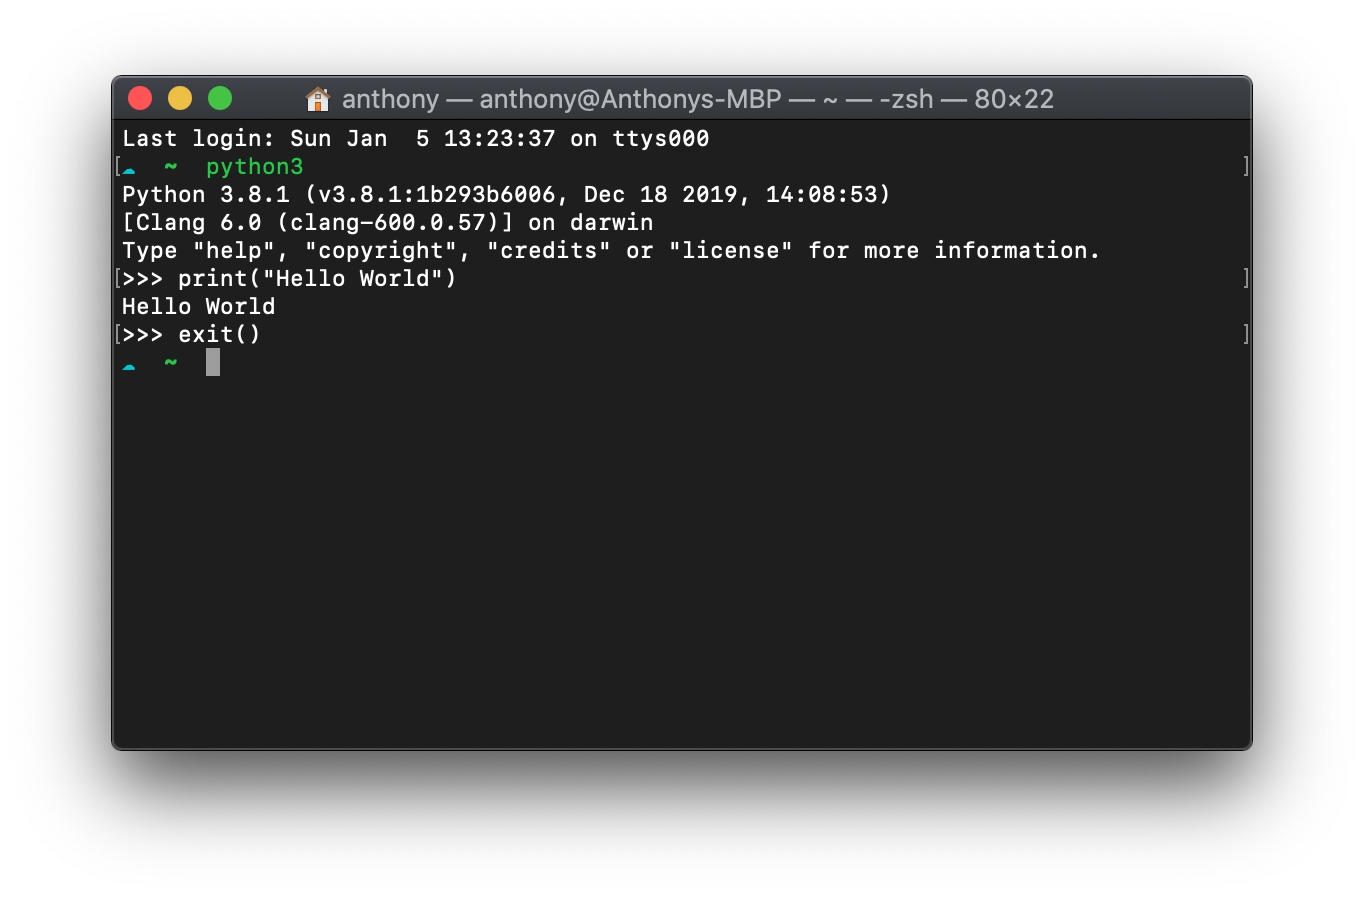 anthony — anthony@Anthonys-MBP — ~ — -zsh — 80×22
Last login: Sun Jan  5 13:23:37 on ttys000
[☁  ~  python3 ]
Python 3.8.1 (v3.8.1:1b293b6006, Dec 18 2019, 14:08:53)
[Clang 6.0 (clang-600.0.57)] on darwin
Type "help", "copyright", "credits" or "license" for more information.
[>>> print("Hello World") ]
Hello World
[>>> exit() ]
☁  ~